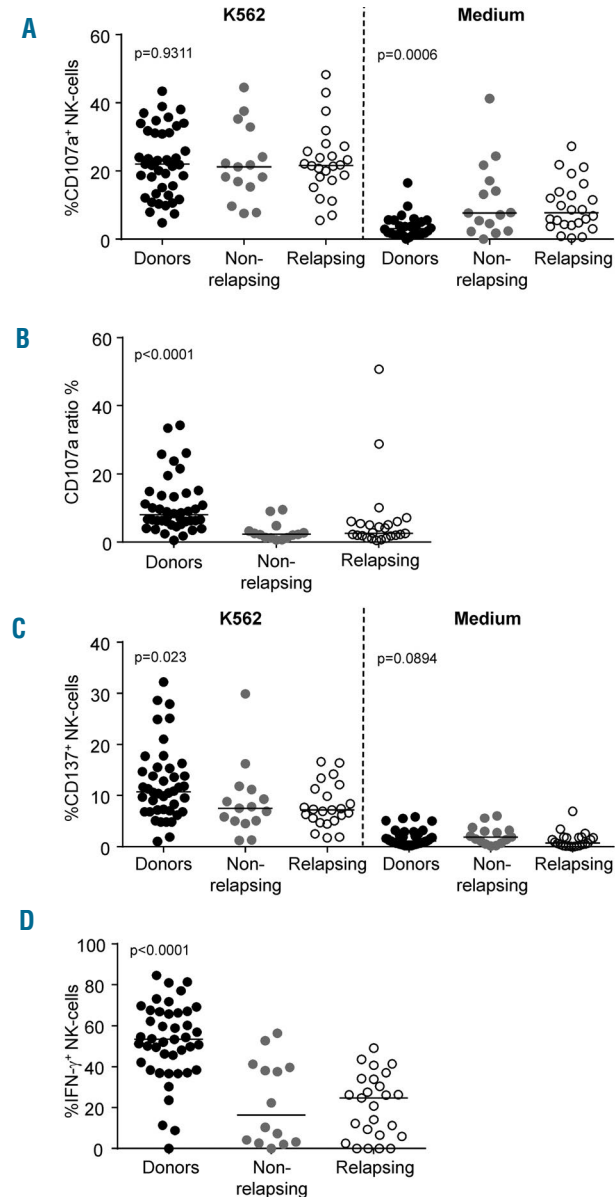 A
K562
Medium
%CD107a+ NK-cells
60
40
20
0
p=0.9311
p=0.0006
Donors
Non-
relapsing
Relapsing
Donors
Non-
relapsing
Relapsing
B
CD107a ratio %
60
40
20
0
p<0.0001
Donors
Non-
relapsing
Relapsing
C
K562
Medium
%CD137+ NK-cells
40
30
20
10
0
p=0.023
p=0.0894
Donors
Non-
relapsing
Relapsing
Donors
Non-
relapsing
Relapsing
D
%IFN-γ+ NK-cells
100
80
60
40
20
0
p<0.0001
Donors
Non-
relapsing
Relapsing